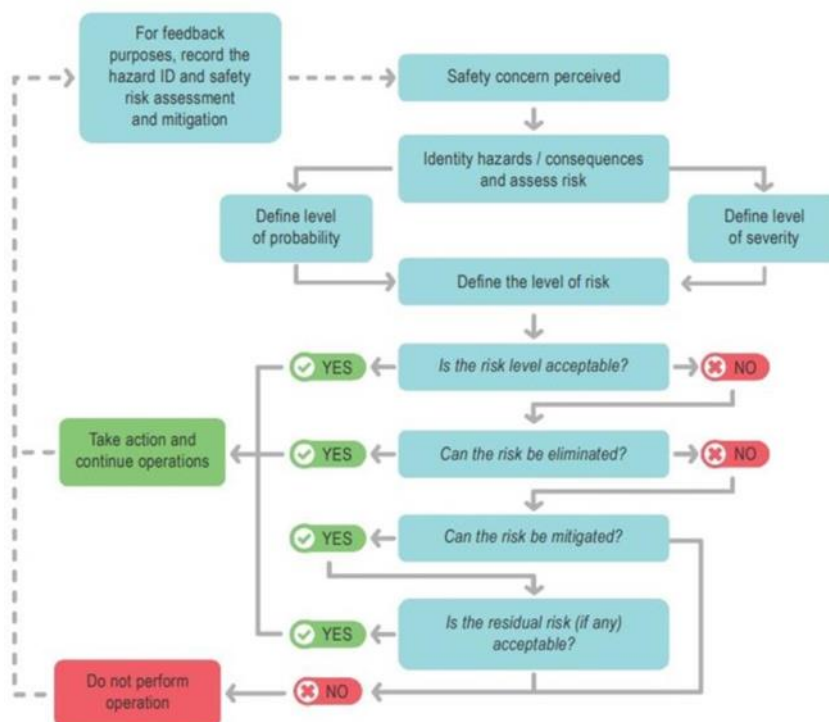 For feedback
purposes, record the
hazard ID and safety
risk assessment
and mitigation
Safety concern perceived
Identity hazards / consequences
and assess risk
Define level
of probability
Define level
of severity
Define the level of risk
YES
Is the risk level acceptable?
NO
Take action and
continue operations
YES
Can the risk be eliminated?
NO
YES
Can the risk be mitigated?
YES
Is the residual risk (if any)
acceptable?
Do not perform
operation
NO